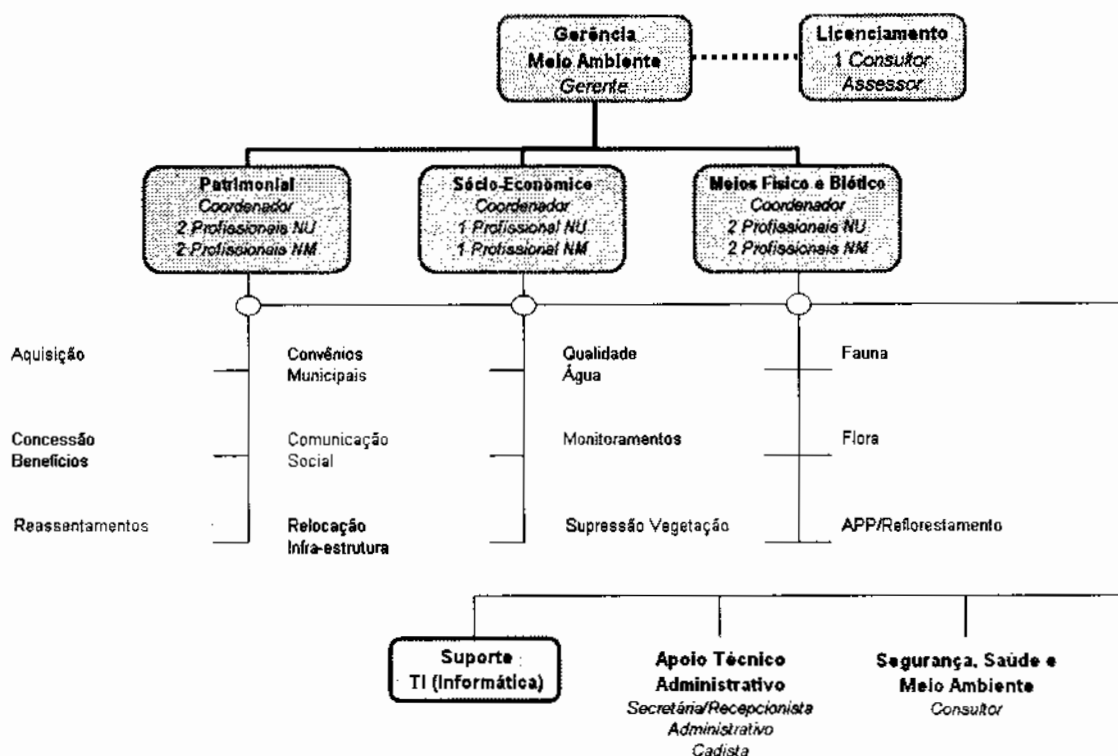 Gerência
Meio Ambiente
Gerente
Licenciamento
1 Consultor
Assessor
Patrimonial
Coordenador
2 Profissionais NU
2 Profissionais NM
Sócio-Econômico
Coordenador
1 Profissional NU
1 Profissional NM
Meios Físico e Biótico
Coordenador
2 Profissionais NU
2 Profissionais NM
Aquisição
Concessão
Benefícios
Reassentamentos
Convênios
Municipais
Comunicação
Social
Relocação
Infra-estrutura
Qualidade
Água
Monitoramentos
Supressão Vegetação
Fauna
Flora
APP/Reflorestamento
Suporte
TI (Informática)
Apoio Técnico
Administrativo
Secretária/Recepcionista
Administrativo
Cadista
Segurança, Saúde e
Meio Ambiente
Consultor